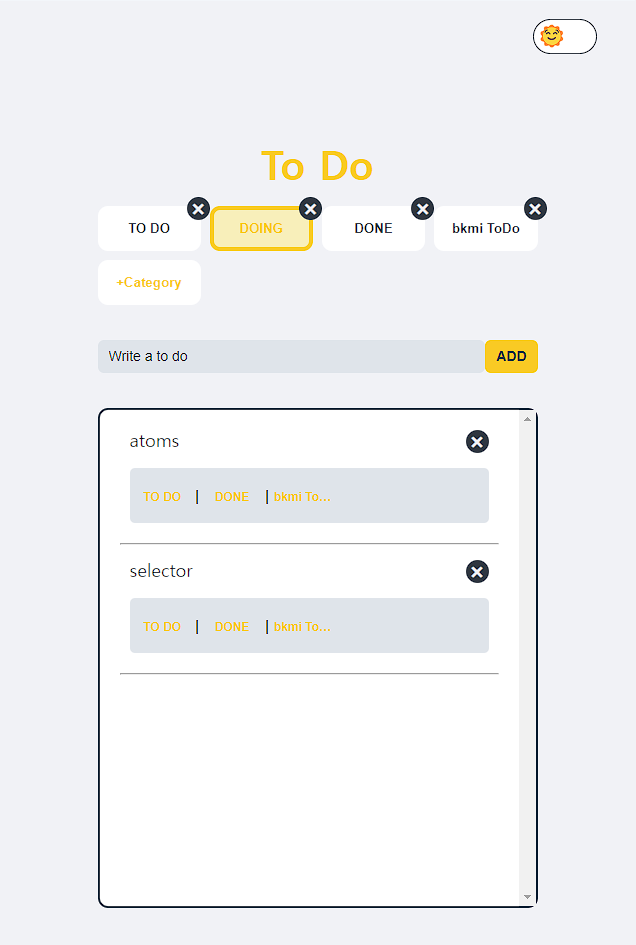 To Do
TO DO DOING DONE bkmi ToDo
+Category
Write a to do ADD
atoms
TO DO | DONE | bkmi To...
selector
TO DO | DONE | bkmi To...